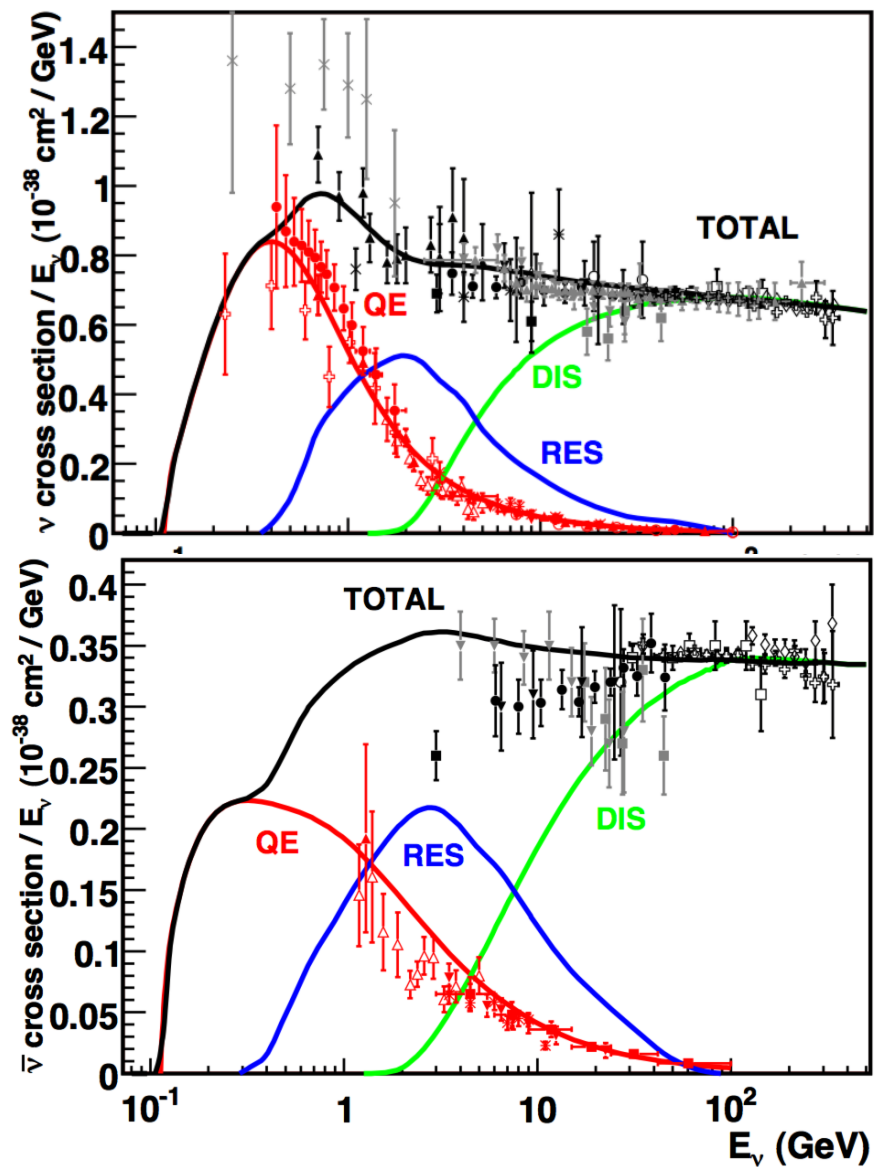 ν cross section / Eν (10⁻³⁸ cm² / GeV)
1.4
1.2
1
0.8
0.6
0.4
0.2
0
TOTAL
QE
DIS
RES
ν̅ cross section / Eν (10⁻³⁸ cm² / GeV)
0.4
0.35
0.3
0.25
0.2
0.15
0.1
0.05
0
TOTAL
QE
RES
DIS
10⁻¹ 1 10 10²
Eν (GeV)